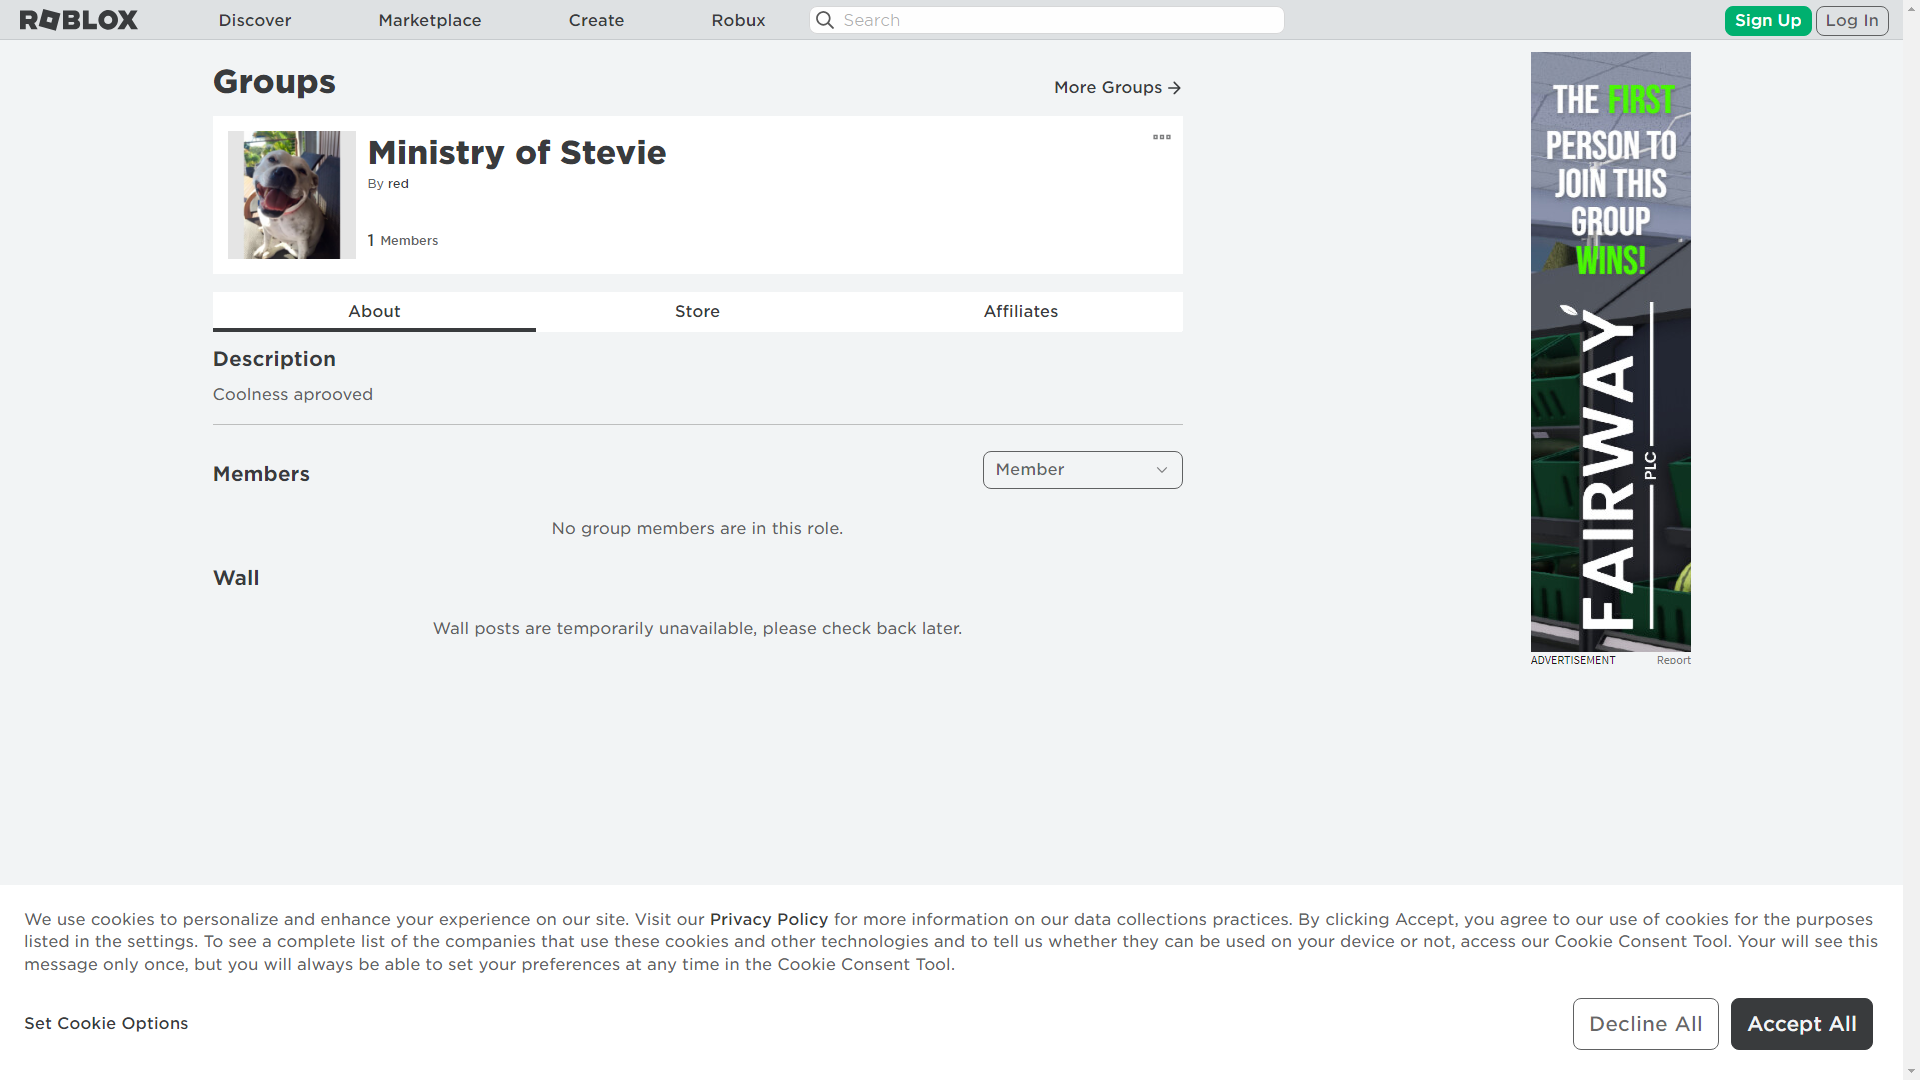 ROBLOX
Discover
Marketplace
Create
Robux
Search
Sign Up
Log In
Groups
More Groups
Ministry of Stevie
By red
1 Members
About
Store
Affiliates
Description
Coolness aprooved
Members
Member
No group members are in this role.
Wall
Wall posts are temporarily unavailable, please check back later.
THE FIRST
PERSON TO
JOIN THIS
GROUP
WINS!
FAIRWAY
PLC
ADVERTISEMENT
Report
We use cookies to personalize and enhance your experience on our site. Visit our Privacy Policy for more information on our data collections practices. By clicking Accept, you agree to our use of cookies for the purposes
listed in the settings. To see a complete list of the companies that use these cookies and other technologies and to tell us whether they can be used on your device or not, access our Cookie Consent Tool. Your will see this
message only once, but you will always be able to set your preferences at any time in the Cookie Consent Tool.
Set Cookie Options
Decline All
Accept All